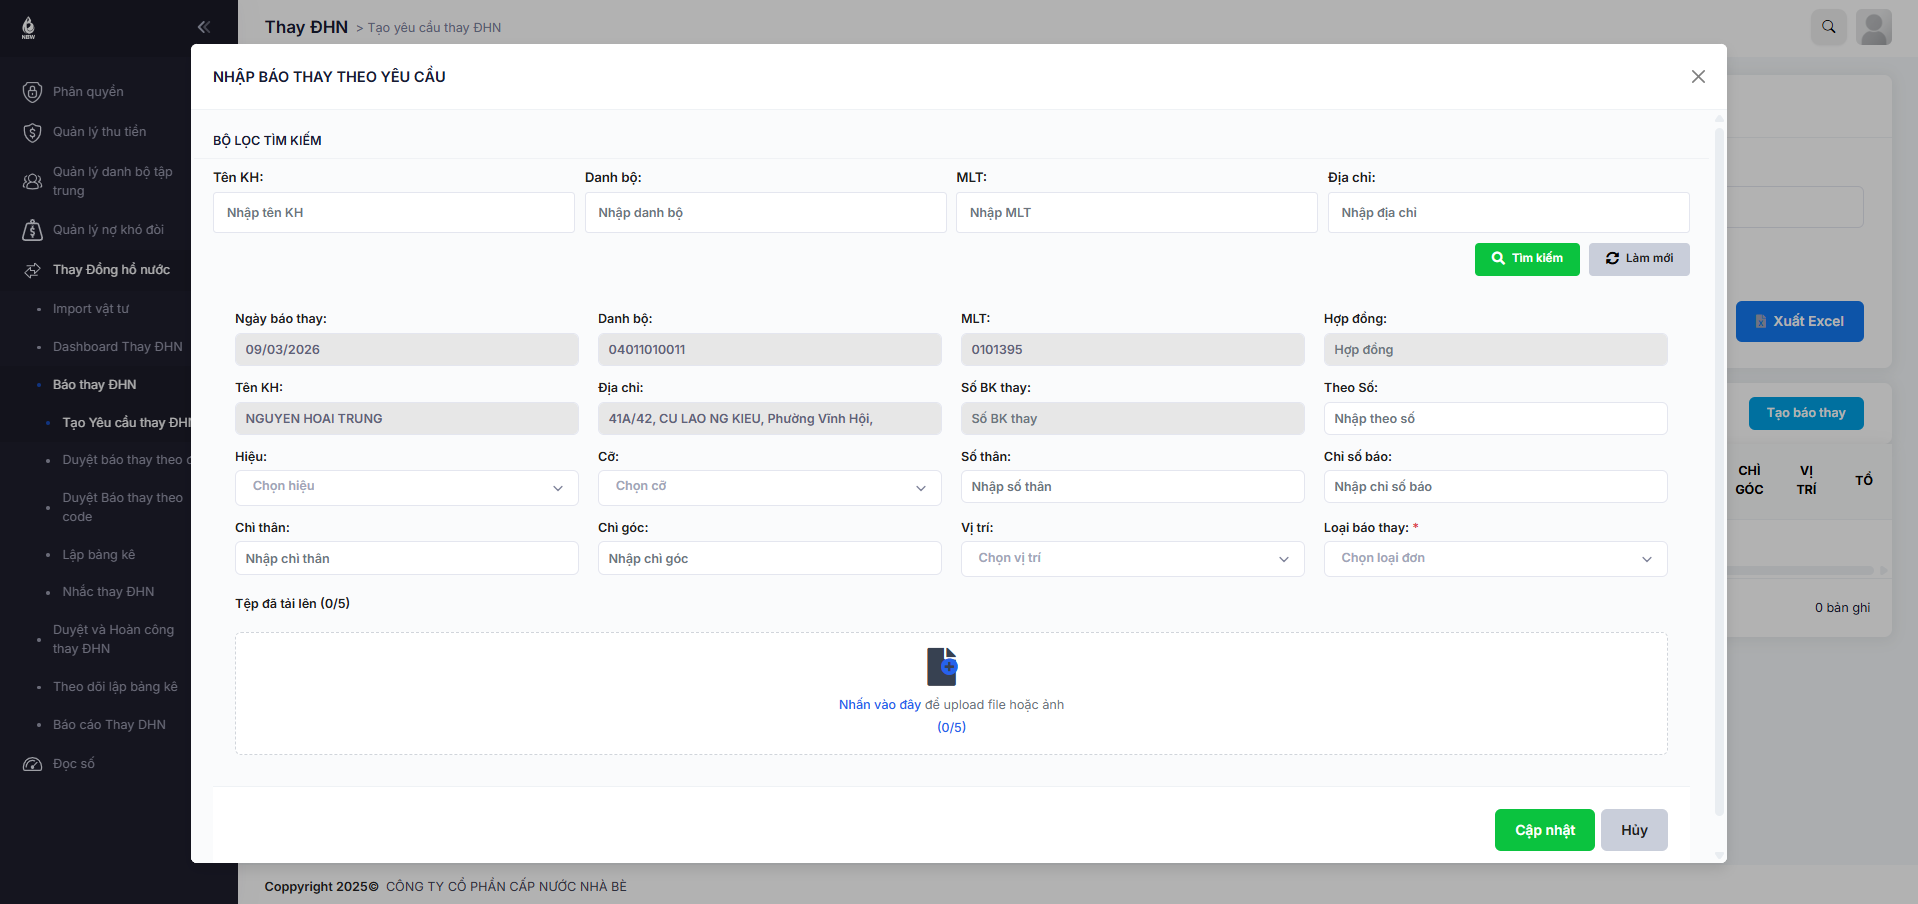 NBW
Thay ĐHN > Tạo yêu cầu thay ĐHN
Phân quyền
Quản lý thu tiền
Quản lý danh bộ tập
trung
Quản lý nợ khó đòi
Thay Đồng hồ nước
Import vật tư
Dashboard Thay ĐHN
Báo thay ĐHN
Tạo Yêu cầu thay ĐHN
Duyệt báo thay theo
Duyệt Báo thay theo
code
Lập bảng kê
Nhắc thay ĐHN
Duyệt và Hoàn công
thay ĐHN
Theo dõi lập bảng kê
Báo cáo Thay DHN
Đọc số
NHẬP BÁO THAY THEO YÊU CẦU
BỘ LỌC TÌM KIẾM
Tên KH: Danh bộ: MLT: Địa chỉ:
Nhập tên KH Nhập danh bộ Nhập MLT Nhập địa chỉ
Tìm kiếm Làm mới
Ngày báo thay: Danh bộ: MLT: Hợp đồng:
09/03/2026 04011010011 0101395 Hợp đồng
Tên KH: Địa chỉ: Số BK thay: Theo Số:
NGUYEN HOAI TRUNG 41A/42, CU LAO NG KIEU, Phường Vĩnh Hội, Số BK thay Nhập theo số
Hiệu: Cỡ: Số thân: Chỉ số báo:
Chọn hiệu Chọn cỡ Nhập số thân Nhập chỉ số báo
Chì thân: Chì góc: Vị trí: Loại báo thay: *
Nhập chì thân Nhập chì góc Chọn vị trí Chọn loại đơn
Tệp đã tải lên (0/5)
Nhấn vào đây để upload file hoặc ảnh
(0/5)
Cập nhật Hủy
Xuất Excel
Tạo báo thay
CHÌ VỊ TỔ
GÓC TRÍ
0 bản ghi
Coppyright 2025© CÔNG TY CỔ PHẦN CẤP NƯỚC NHÀ BÈ